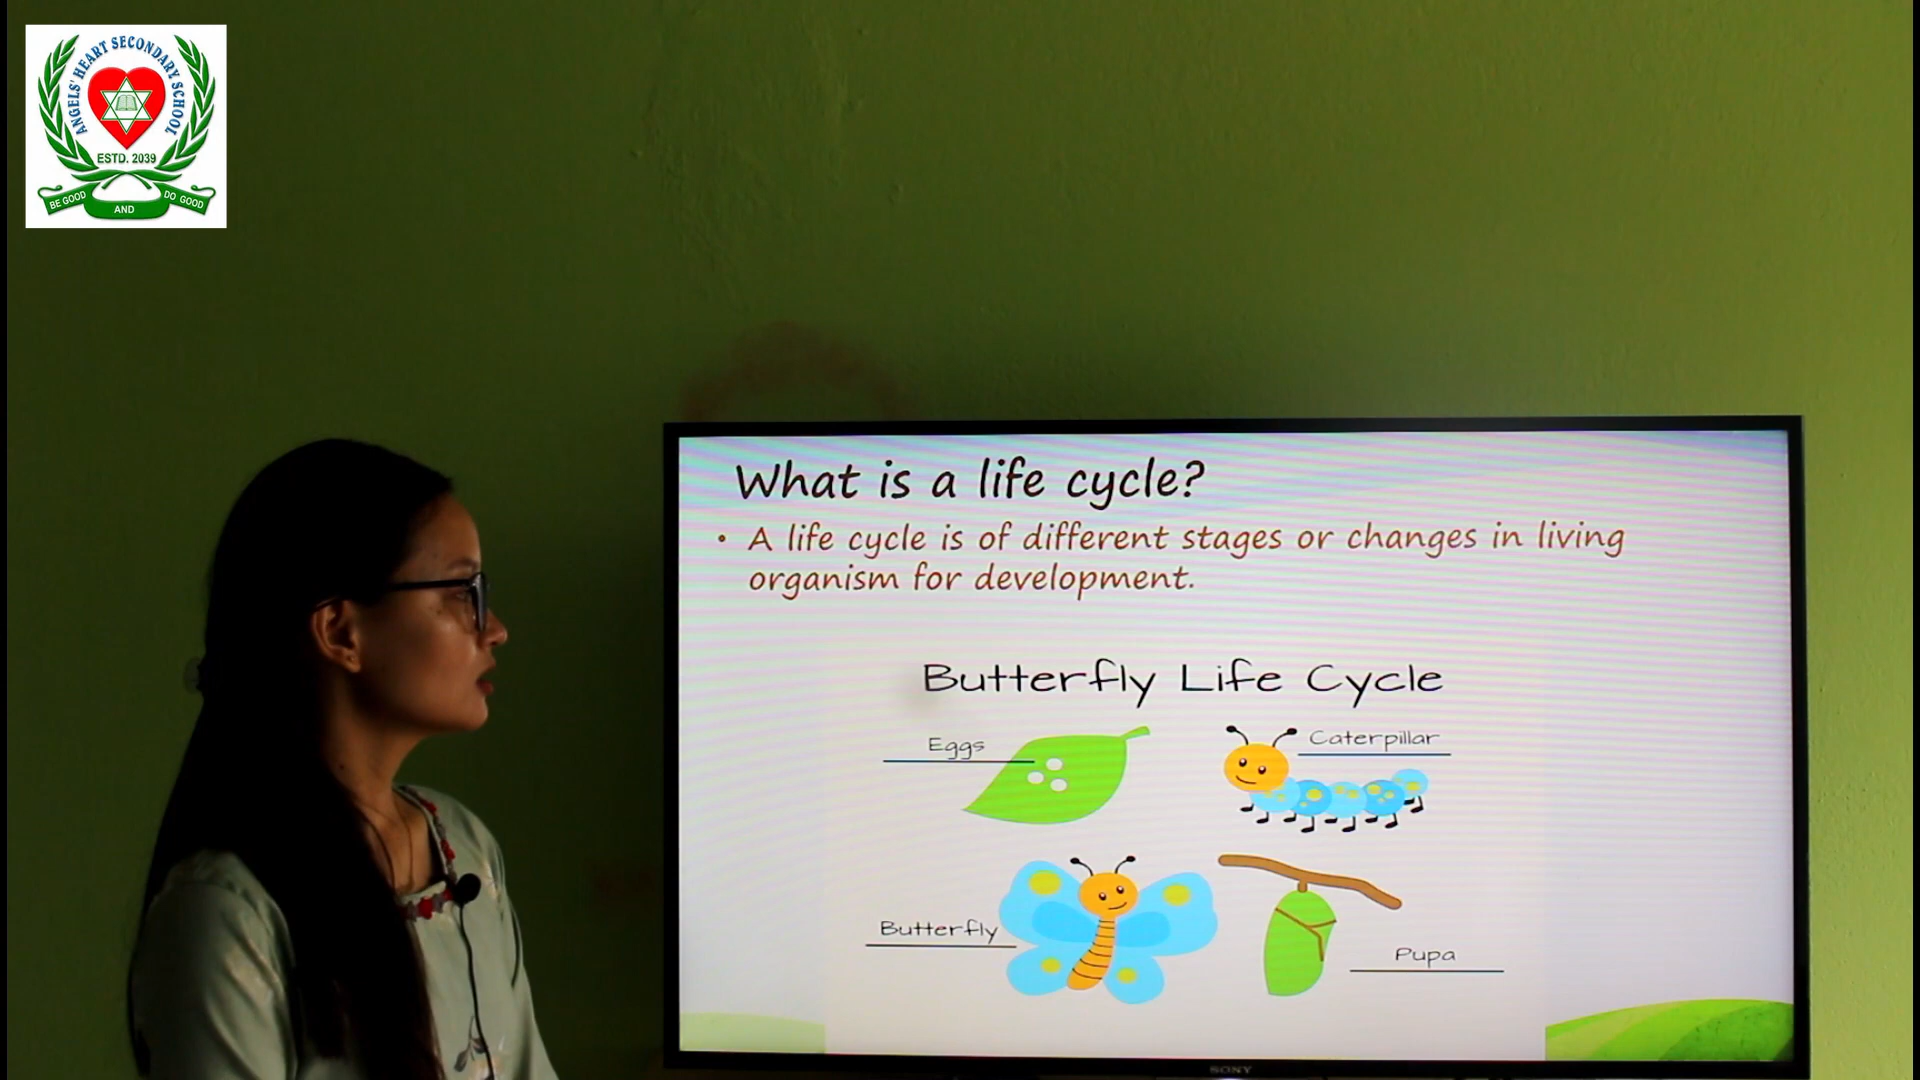 ANGELS' HEART SECONDARY SCHOOL
ESTD. 2039
BE GOOD AND DO GOOD
What is a life cycle?
• A life cycle is of different stages or changes in living
organism for development.
Butterfly Life Cycle
Eggs
Caterpillar
Butterfly
Pupa
SONY